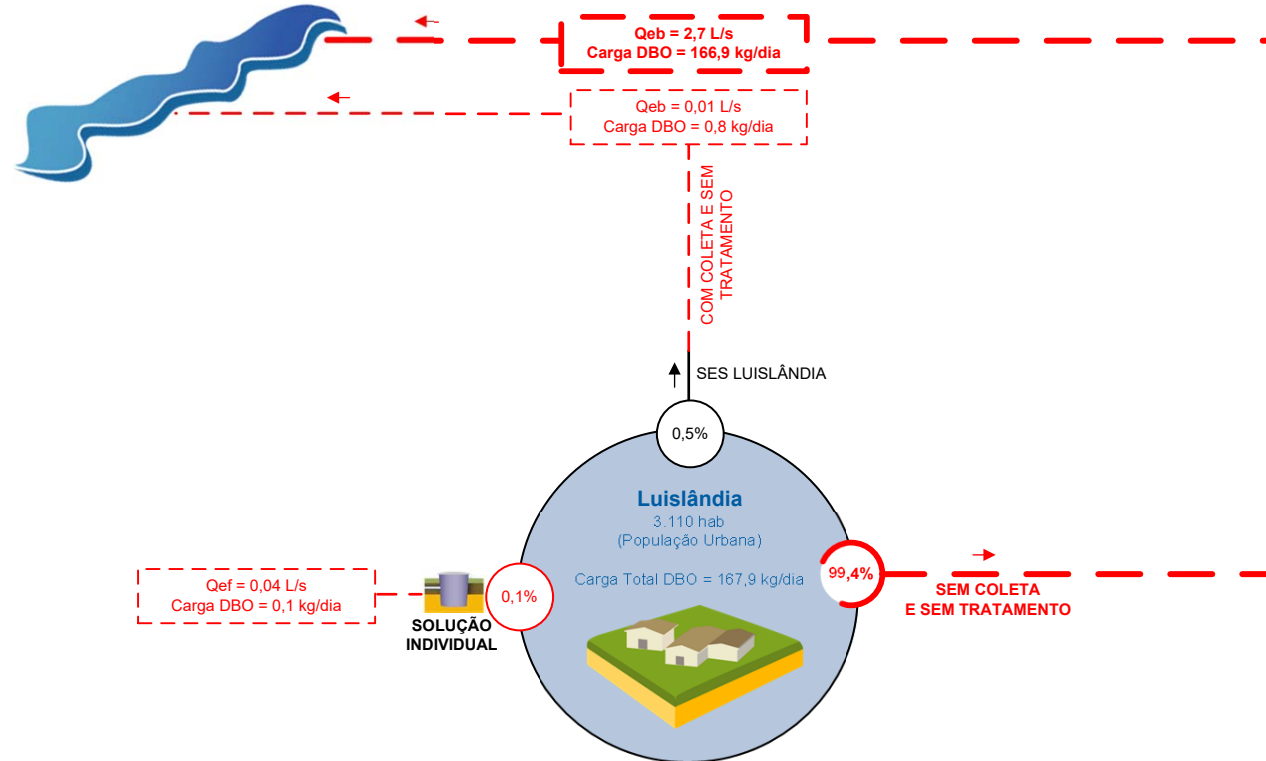 Qeb = 2,7 L/s
Carga DBO = 166,9 kg/dia
Qeb = 0,01 L/s
Carga DBO = 0,8 kg/dia
COM COLETA E SEM
TRATAMENTO
SES LUISLÂNDIA
0,5%
Luislândia
3.110 hab
(População Urbana)
Carga Total DBO = 167,9 kg/dia
99,4%
SEM COLETA
E SEM TRATAMENTO
Qef = 0,04 L/s
Carga DBO = 0,1 kg/dia
0,1%
SOLUÇÃO
INDIVIDUAL